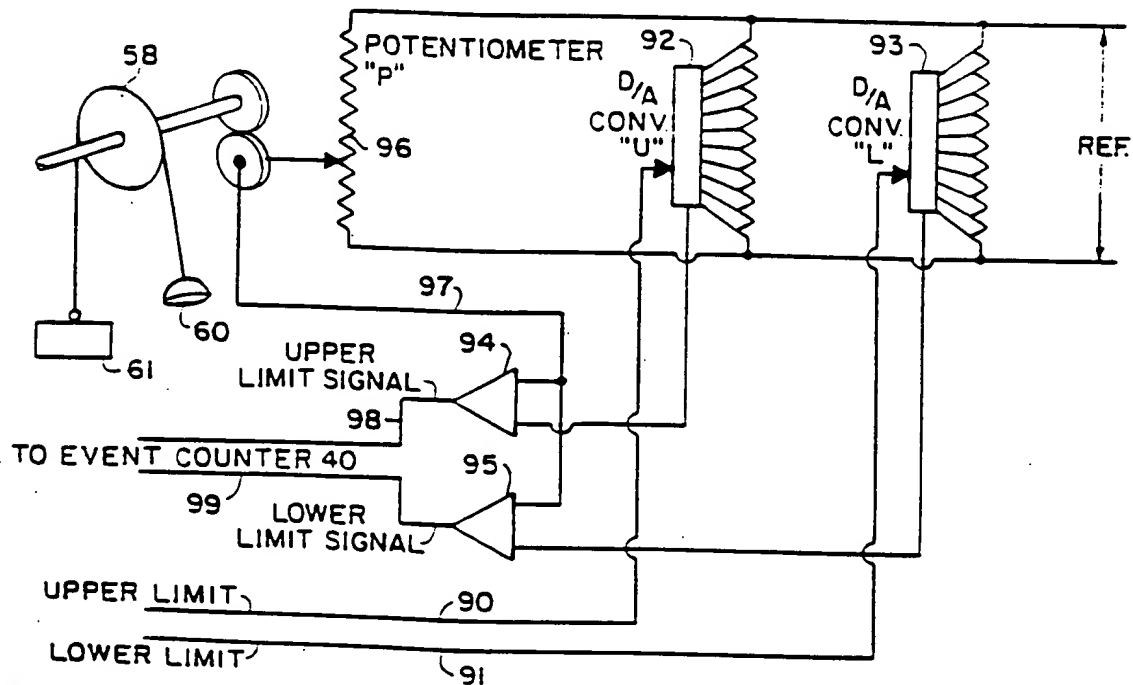 58
POTENTIOMETER
"P"
96
92
D/A
CONV.
"U"
93
D/A
CONV.
"L"
REF.
60
61
97
94
UPPER
LIMIT SIGNAL
98
TO EVENT COUNTER 40
95
99
LOWER
LIMIT SIGNAL
UPPER LIMIT
90
LOWER LIMIT
91